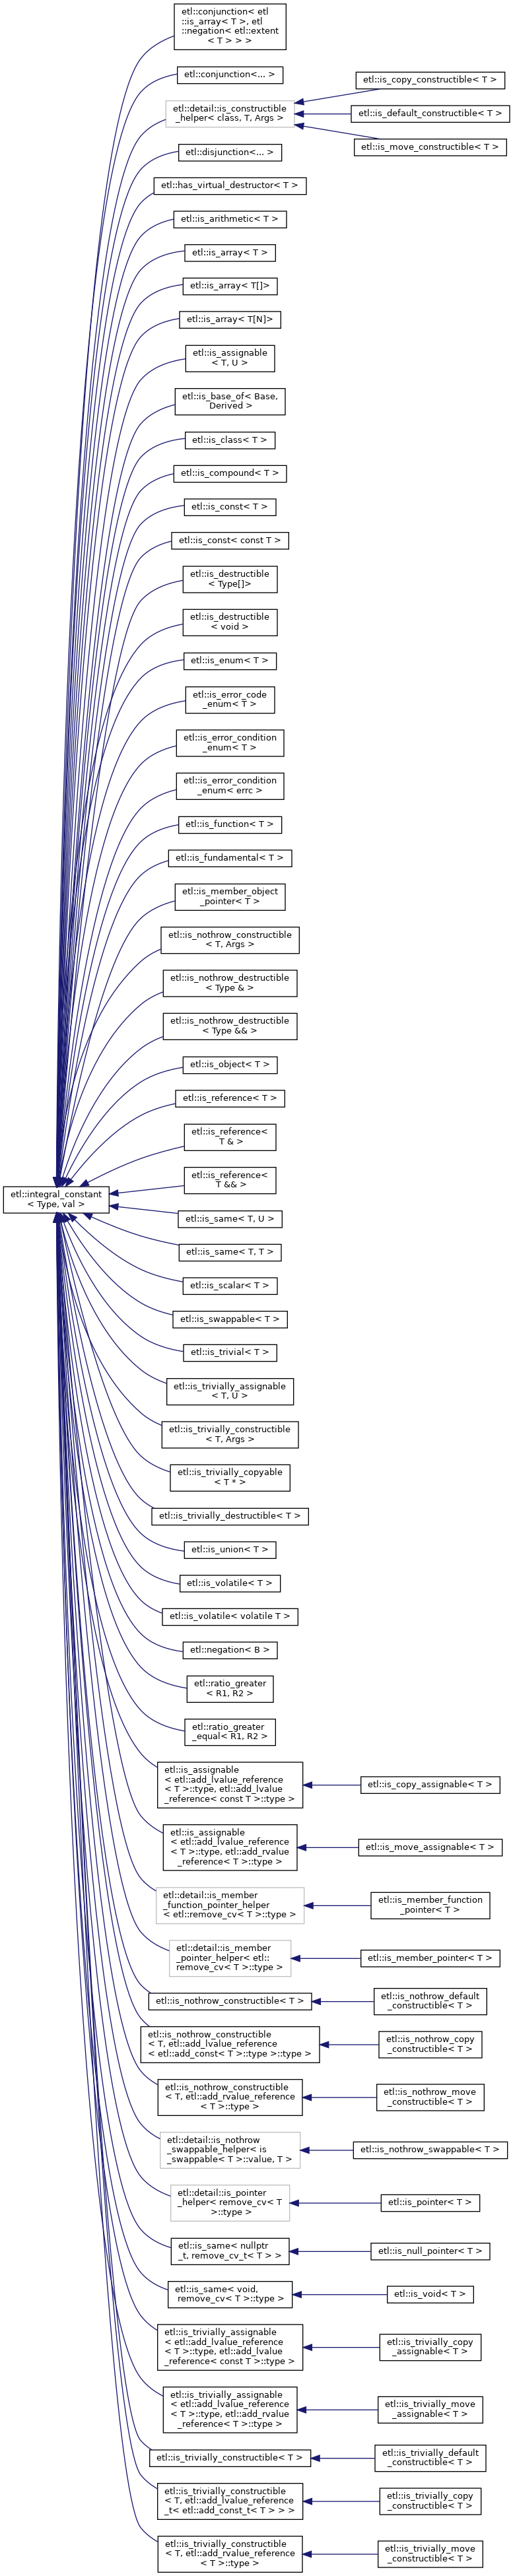 etl::conjunction< etl
::is_array< T >, etl
::negation< etl::extent
< T > > >
etl::conjunction<... >
etl::is_copy_constructible< T >
etl::detail::is_constructible
_helper< class, T, Args >
etl::is_default_constructible< T >
etl::is_move_constructible< T >
etl::disjunction<... >
etl::has_virtual_destructor< T >
etl::is_arithmetic< T >
etl::is_array< T >
etl::is_array< T[]>
etl::is_array< T[N]>
etl::is_assignable
< T, U >
etl::is_base_of< Base,
Derived >
etl::is_class< T >
etl::is_compound< T >
etl::is_const< T >
etl::is_const< const T >
etl::is_destructible
< Type[]>
etl::is_destructible
< void >
etl::is_enum< T >
etl::is_error_code
_enum< T >
etl::is_error_condition
_enum< T >
etl::is_error_condition
_enum< errc >
etl::is_function< T >
etl::is_fundamental< T >
etl::is_member_object
_pointer< T >
etl::is_nothrow_constructible
< T, Args >
etl::is_nothrow_destructible
< Type & >
etl::is_nothrow_destructible
< Type && >
etl::is_object< T >
etl::is_reference< T >
etl::is_reference<
T & >
etl::is_reference<
T && >
etl::integral_constant
< Type, val >
etl::is_same< T, U >
etl::is_same< T, T >
etl::is_scalar< T >
etl::is_swappable< T >
etl::is_trivial< T >
etl::is_trivially_assignable
< T, U >
etl::is_trivially_constructible
< T, Args >
etl::is_trivially_copyable
< T * >
etl::is_trivially_destructible< T >
etl::is_union< T >
etl::is_volatile< T >
etl::is_volatile< volatile T >
etl::negation< B >
etl::ratio_greater
< R1, R2 >
etl::ratio_greater
_equal< R1, R2 >
etl::is_assignable
< etl::add_lvalue_reference
< T >::type, etl::add_lvalue
_reference< const T >::type >
etl::is_copy_assignable< T >
etl::is_assignable
< etl::add_lvalue_reference
< T >::type, etl::add_rvalue
_reference< T >::type >
etl::is_move_assignable< T >
etl::detail::is_member
_function_pointer_helper
< etl::remove_cv< T >::type >
etl::is_member_function
_pointer< T >
etl::detail::is_member
_pointer_helper< etl::
remove_cv< T >::type >
etl::is_member_pointer< T >
etl::is_nothrow_constructible< T >
etl::is_nothrow_default
_constructible< T >
etl::is_nothrow_constructible
< T, etl::add_lvalue_reference
< etl::add_const< T >::type >::type >
etl::is_nothrow_copy
_constructible< T >
etl::is_nothrow_constructible
< T, etl::add_rvalue_reference
< T >::type >
etl::is_nothrow_move
_constructible< T >
etl::detail::is_nothrow
_swappable_helper< is
_swappable< T >::value, T >
etl::is_nothrow_swappable< T >
etl::detail::is_pointer
_helper< remove_cv< T
>::type >
etl::is_pointer< T >
etl::is_same< nullptr
_t, remove_cv_t< T > >
etl::is_null_pointer< T >
etl::is_same< void,
remove_cv< T >::type >
etl::is_void< T >
etl::is_trivially_assignable
< etl::add_lvalue_reference
< T >::type, etl::add_lvalue
_reference< const T >::type >
etl::is_trivially_copy
_assignable< T >
etl::is_trivially_assignable
< etl::add_lvalue_reference
< T >::type, etl::add_rvalue
_reference< T >::type >
etl::is_trivially_move
_assignable< T >
etl::is_trivially_constructible< T >
etl::is_trivially_default
_constructible< T >
etl::is_trivially_constructible
< T, etl::add_lvalue_reference
_t< etl::add_const_t< T > > >
etl::is_trivially_copy
_constructible< T >
etl::is_trivially_constructible
< T, etl::add_rvalue_reference
< T >::type >
etl::is_trivially_move
_constructible< T >